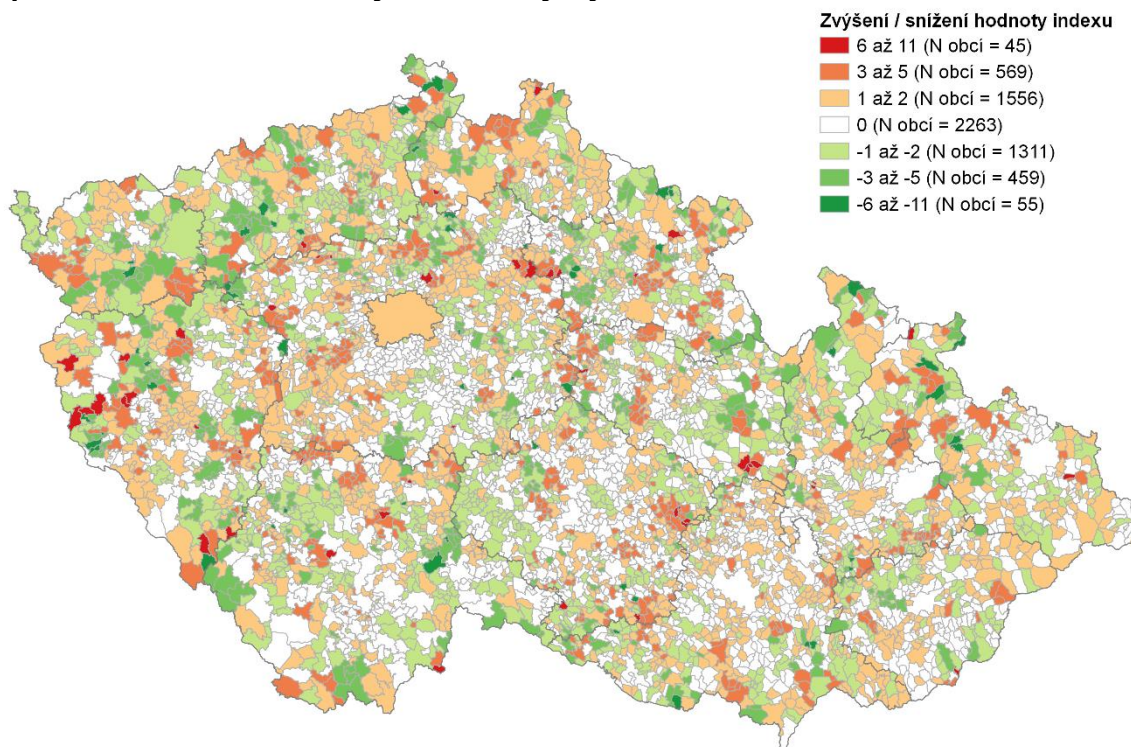 Zvýšení / snížení hodnoty indexu
6 až 11 (N obcí = 45)
3 až 5 (N obcí = 569)
1 až 2 (N obcí = 1556)
0 (N obcí = 2263)
-1 až -2 (N obcí = 1311)
-3 až -5 (N obcí = 459)
-6 až -11 (N obcí = 55)